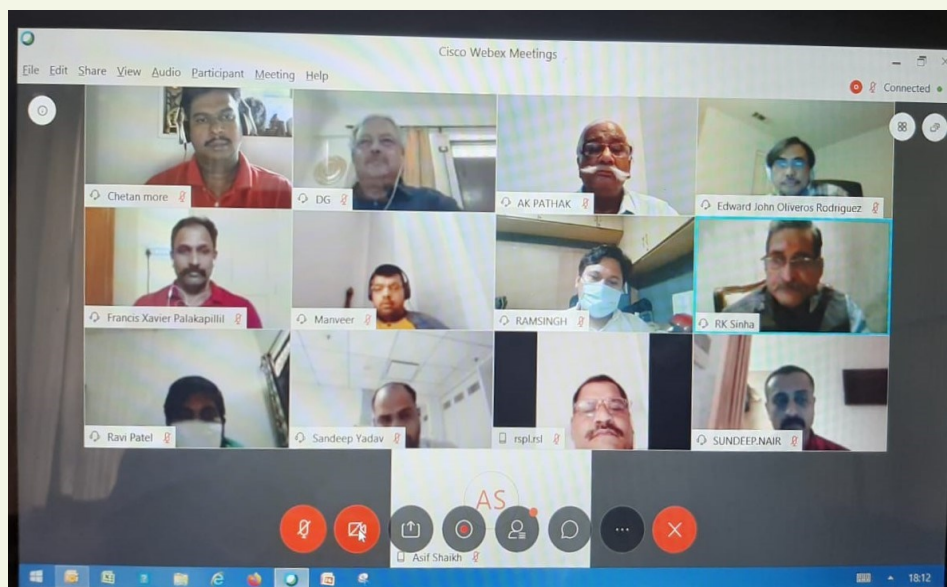 Cisco Webex Meetings
File Edit Share View Audio Participant Meeting Help
Connected
Chetan more
DG
AK PATHAK
Edward John Oliveros Rodriguez
Francis Xavier Palakapillil
Manveer
RAMSINGH
RK Sinha
Ravi Patel
Sandeep Yadav
rspl.rsl
SUNDEEP.NAIR
AS
Asif Shaikh
18:12